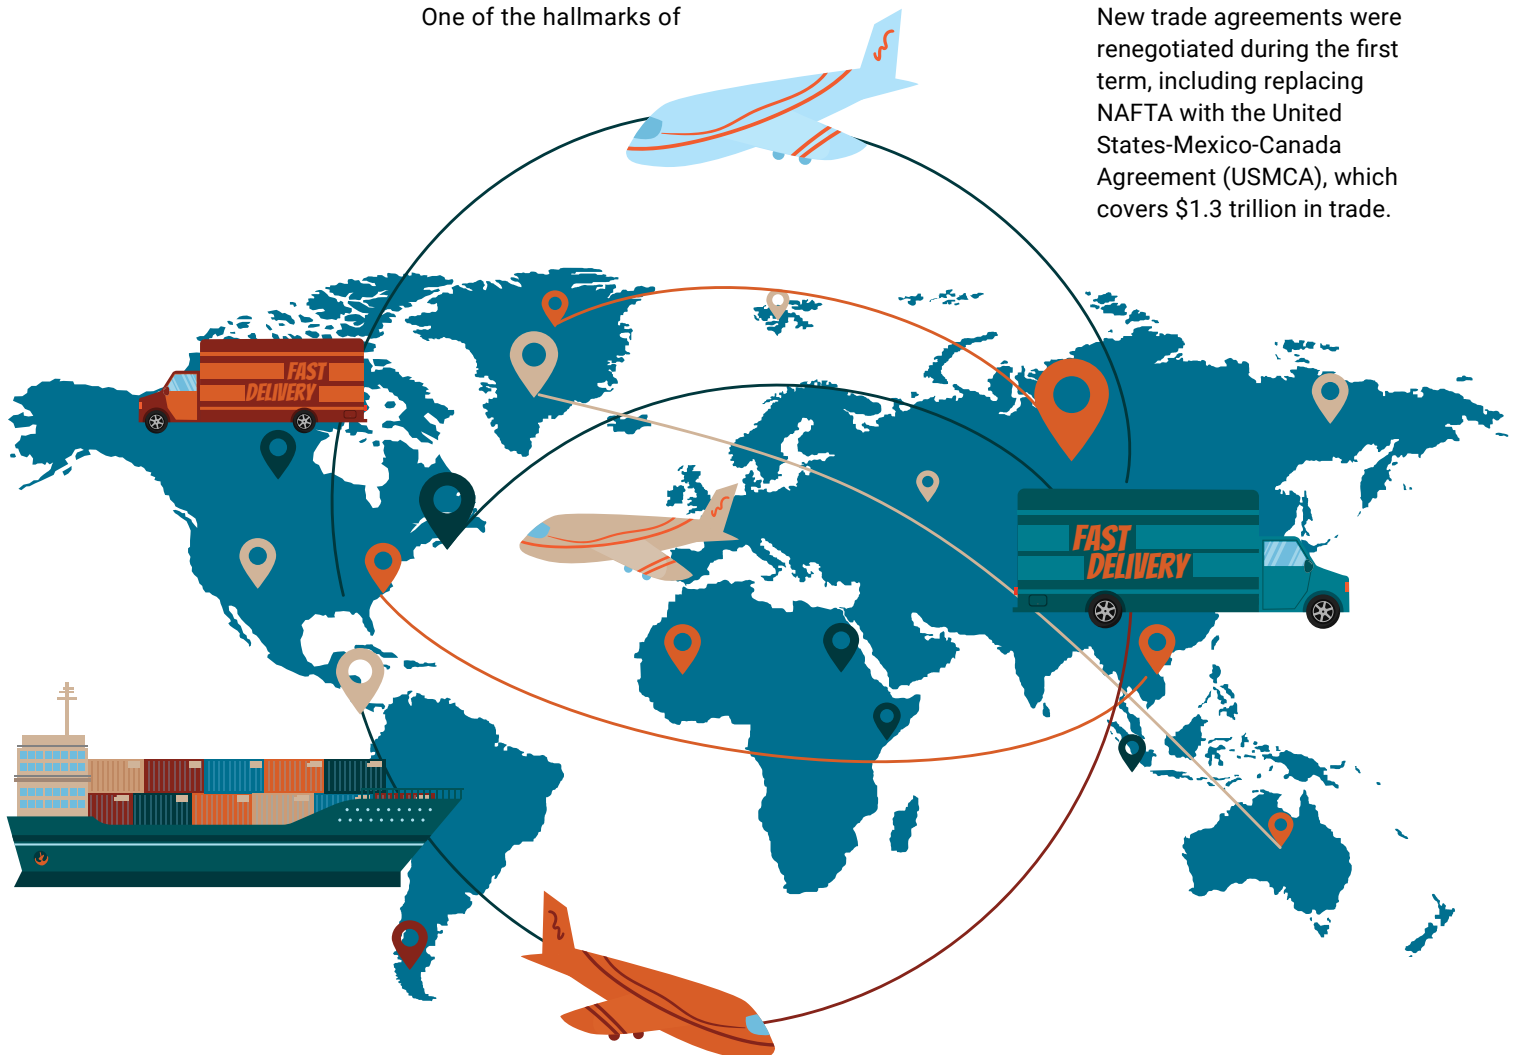 One of the hallmarks of
New trade agreements were
renegotiated during the first
term, including replacing
NAFTA with the United
States-Mexico-Canada
Agreement (USMCA), which
covers $1.3 trillion in trade.
FAST
DELIVERY
FAST
DELIVERY